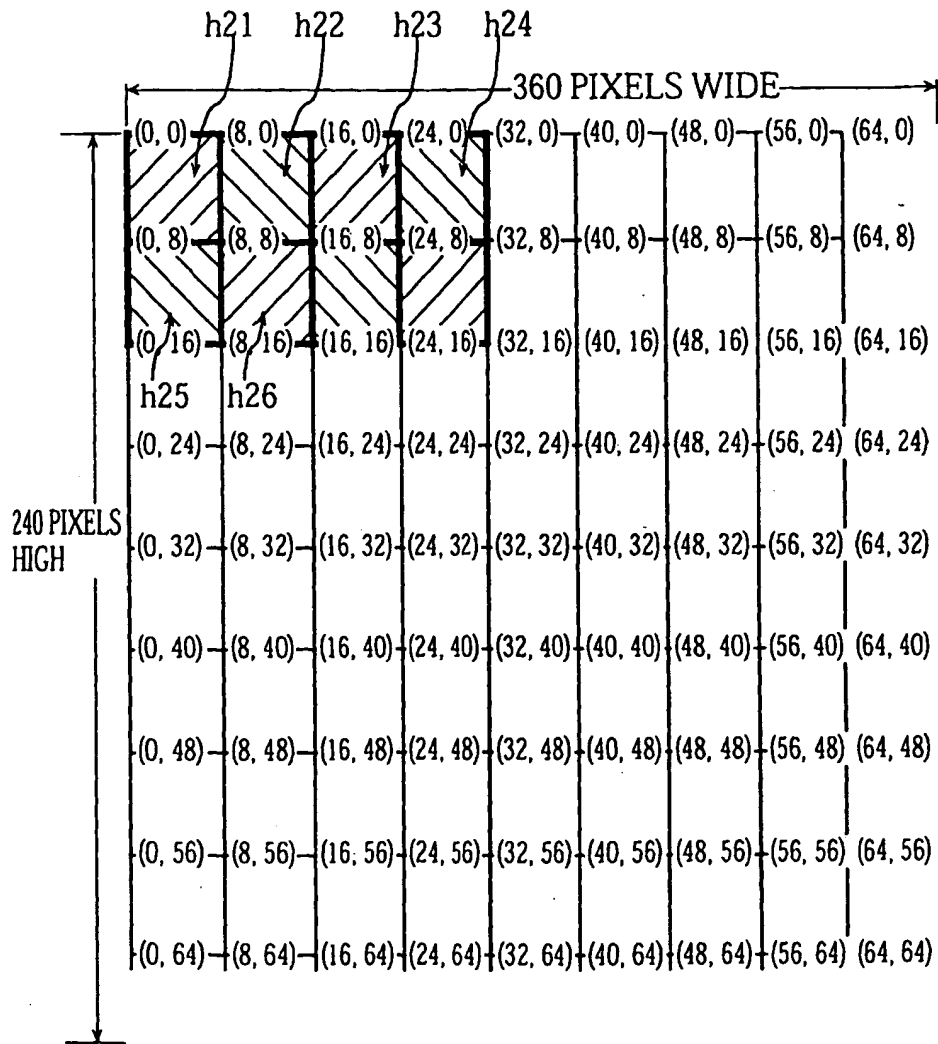 h21 h22 h23 h24
360 PIXELS WIDE
(0, 0) (8, 0) (16, 0) (24, 0) (32, 0) (40, 0) (48, 0) (56, 0) (64, 0)
(0, 8) (8, 8) (16, 8) (24, 8) (32, 8) (40, 8) (48, 8) (56, 8) (64, 8)
(0, 16) (8, 16) (16, 16) (24, 16) (32, 16) (40, 16) (48, 16) (56, 16) (64, 16)
h25 h26
(0, 24) (8, 24) (16, 24) (24, 24) (32, 24) (40, 24) (48, 24) (56, 24) (64, 24)
240 PIXELS
HIGH
(0, 32) (8, 32) (16, 32) (24, 32) (32, 32) (40, 32) (48, 32) (56, 32) (64, 32)
(0, 40) (8, 40) (16, 40) (24, 40) (32, 40) (40, 40) (48, 40) (56, 40) (64, 40)
(0, 48) (8, 48) (16, 48) (24, 48) (32, 48) (40, 48) (48, 48) (56, 48) (64, 48)
(0, 56) (8, 56) (16, 56) (24, 56) (32, 56) (40, 56) (48, 56) (56, 56) (64, 56)
(0, 64) (8, 64) (16, 64) (24, 64) (32, 64) (40, 64) (48, 64) (56, 64) (64, 64)